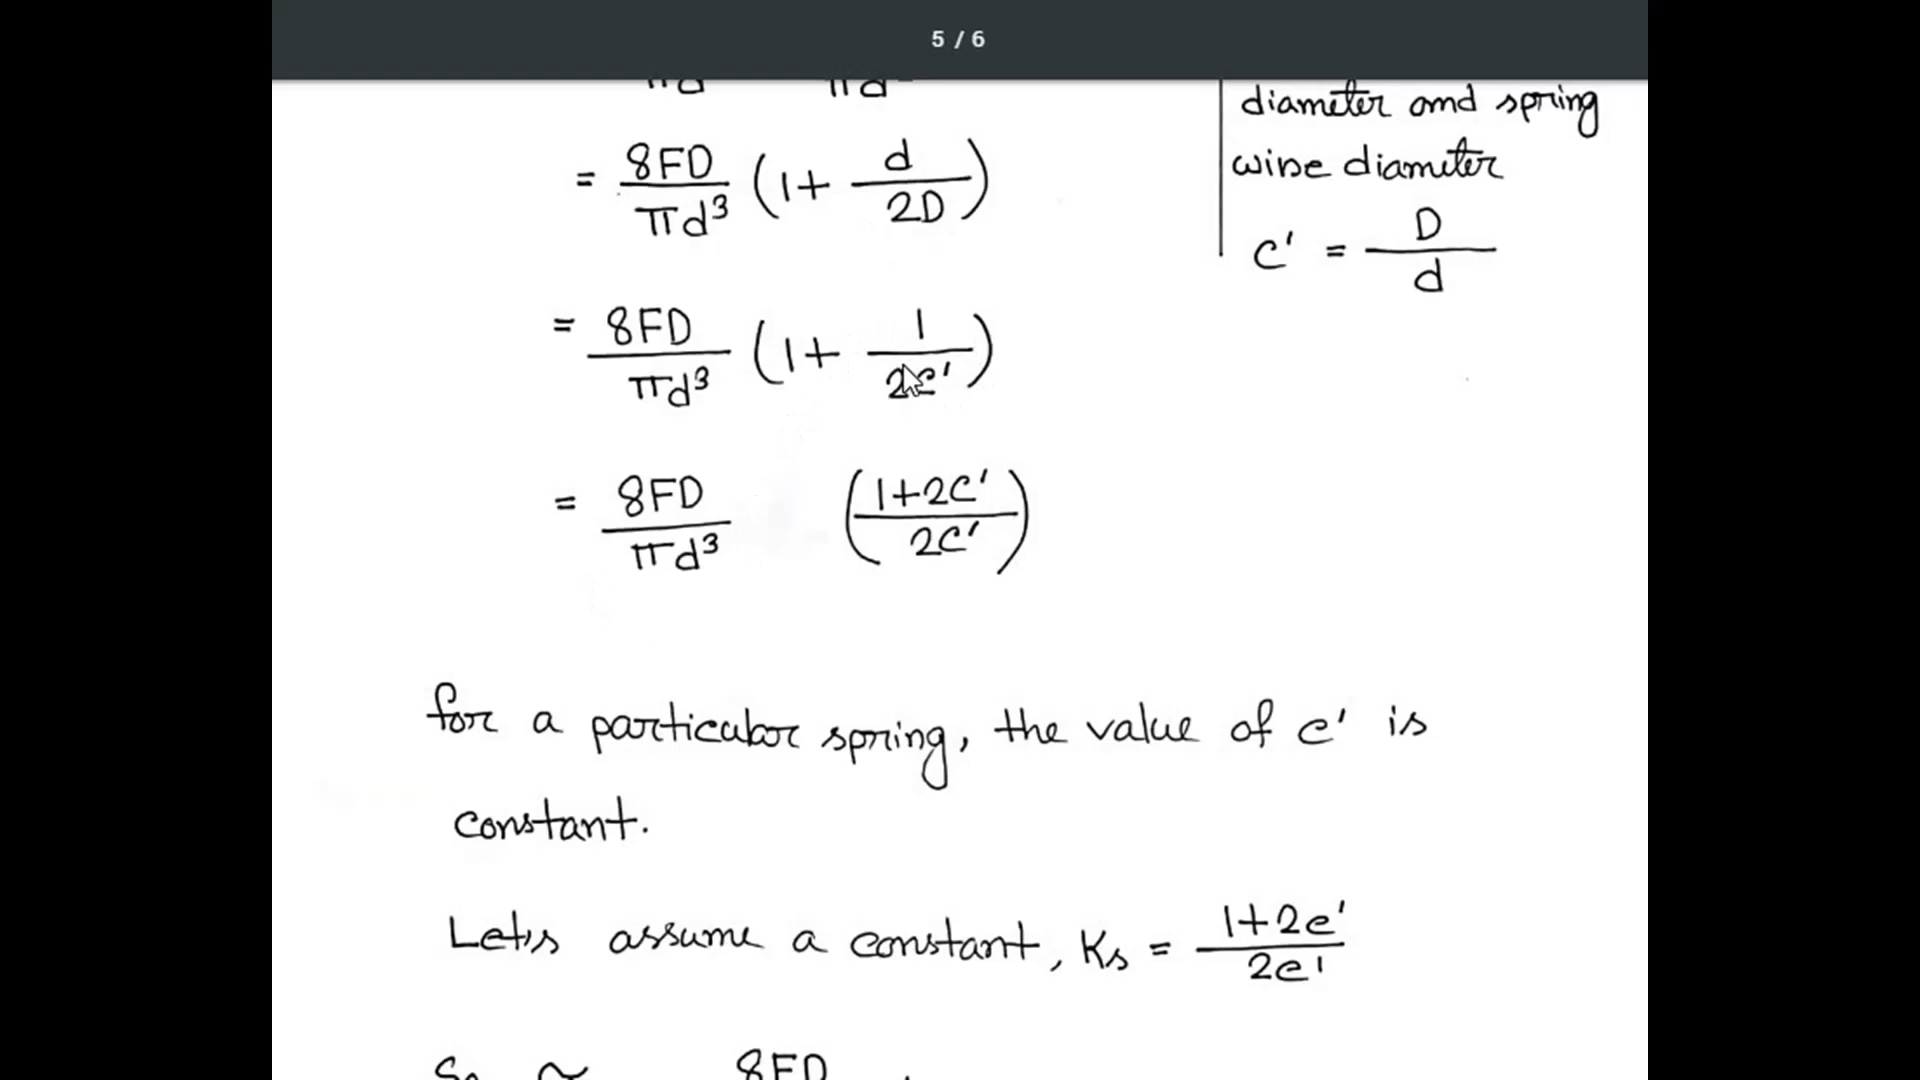 5 / 6
diameter and spring
wire diameter
C' = D/d
= 8FD/πd³ (1 + d/2D)
= 8FD/πd³ (1 + 1/2C')
= 8FD/πd³ (1+2C'/2C')
for a particular spring, the value of C' is
constant.
Let's assume a constant, Ks = 1+2C'/2C'
8FD